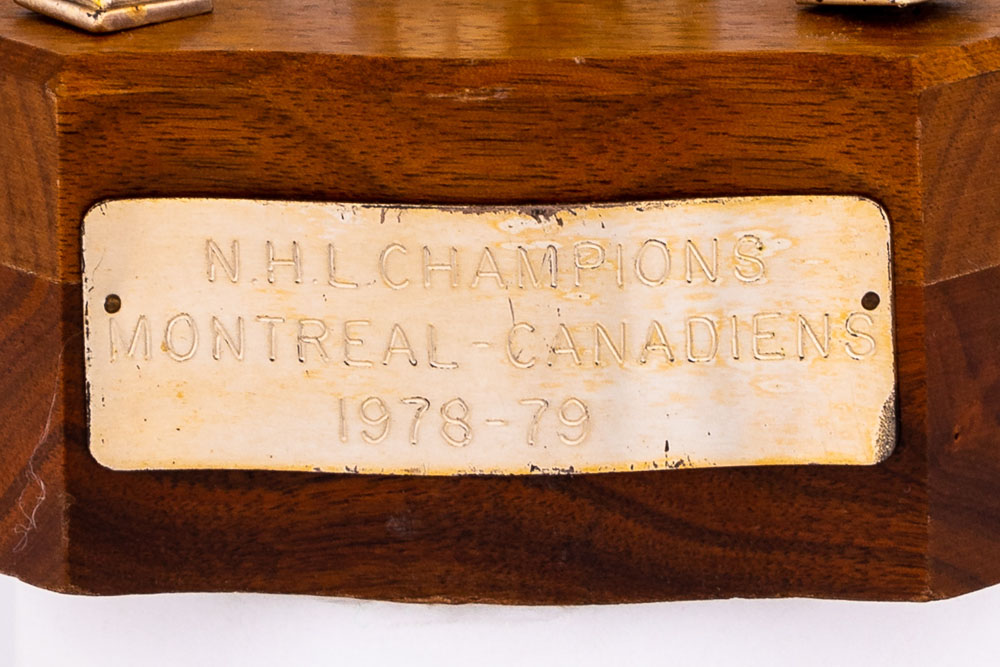 N.H.L CHAMPIONS
MONTREAL-CANADIENS
1978-79